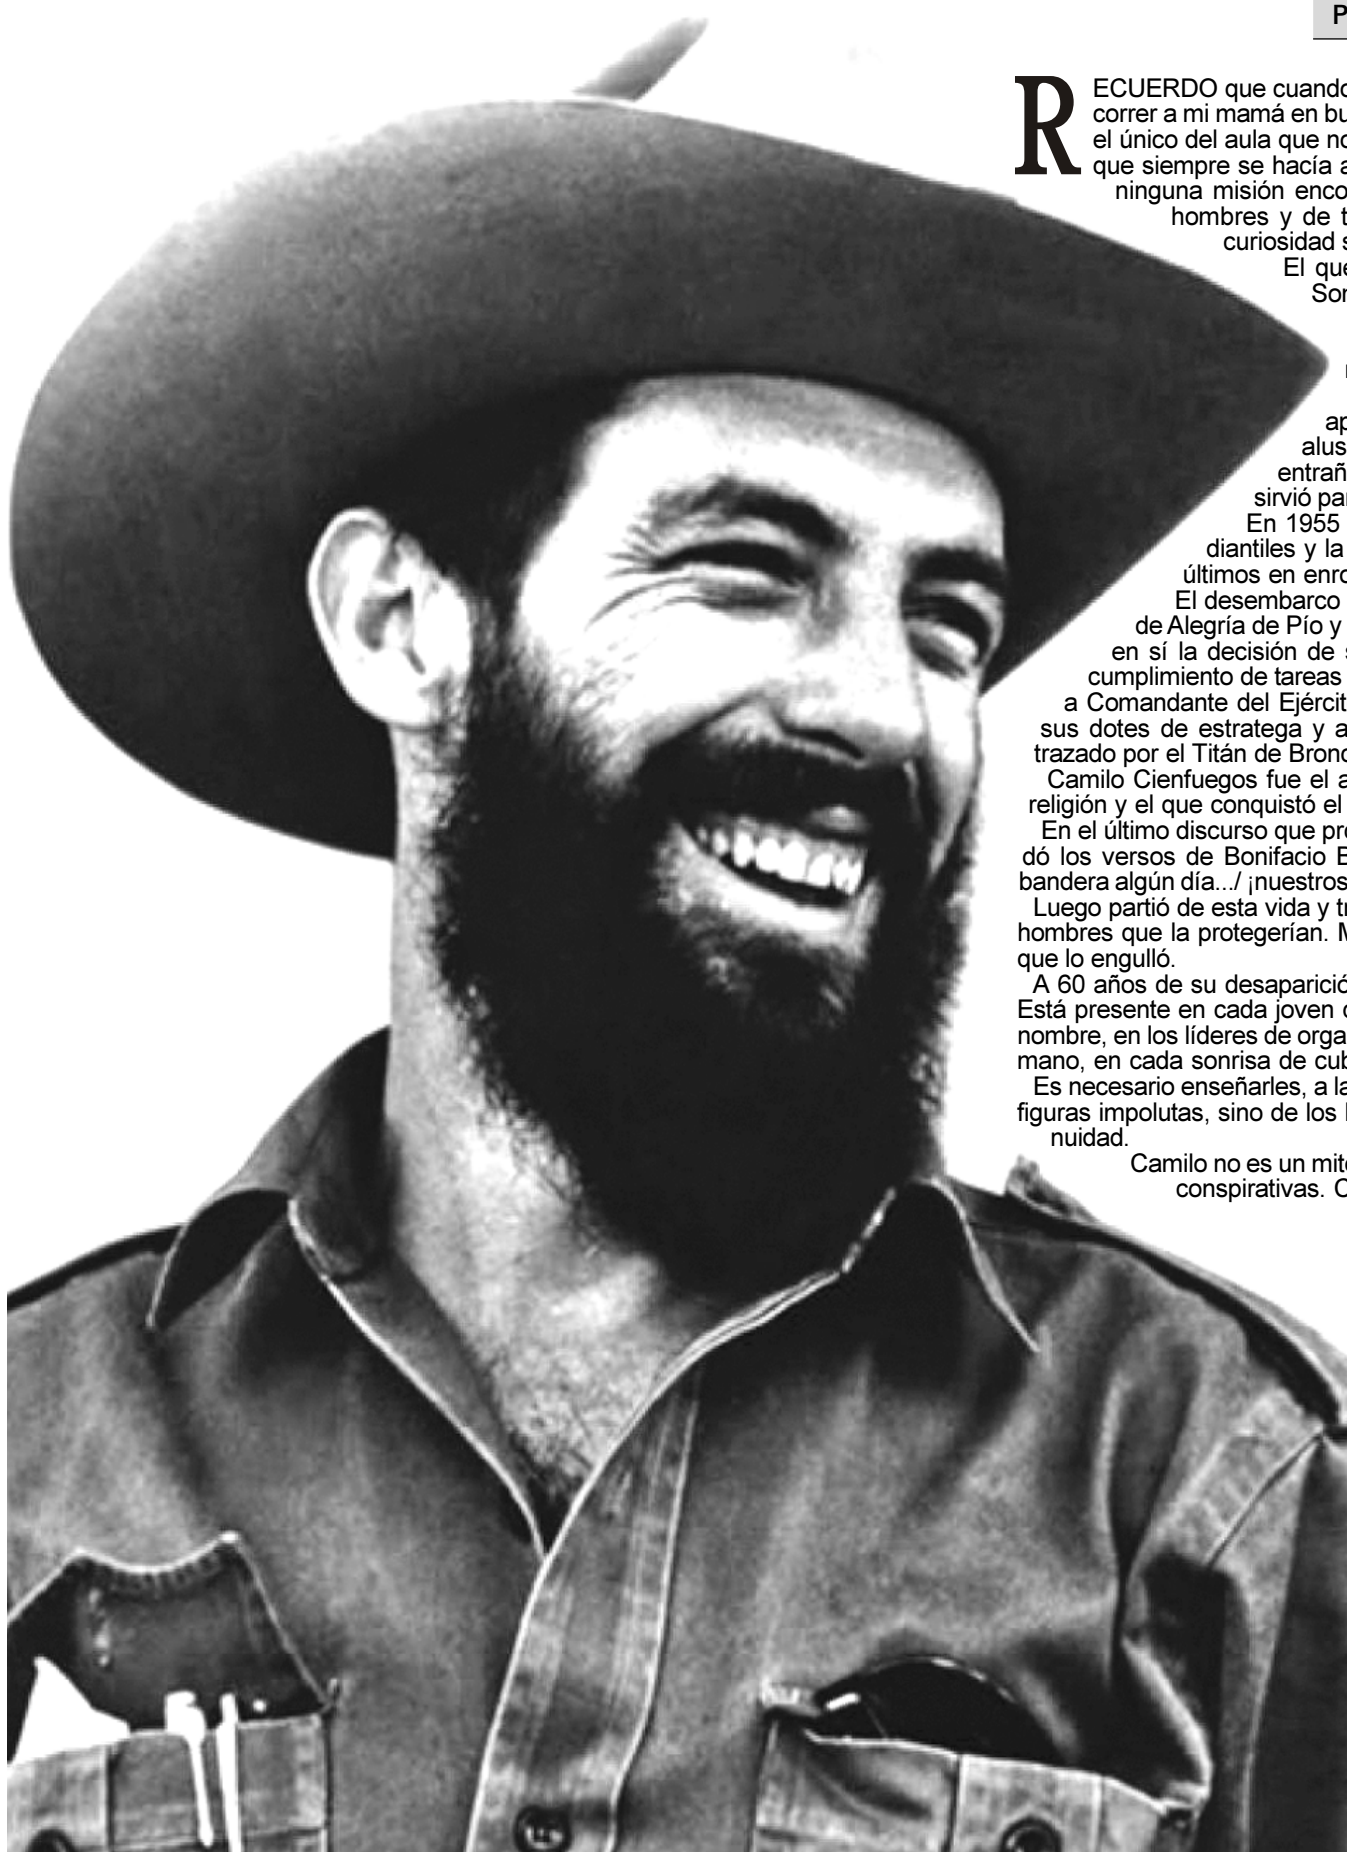 P
RECUERDO que cuando
correr a mi mamá en bu
el único del aula que no
que siempre se hacía a
ninguna misión enco
hombres y de t
curiosidad s
El que
Son
ap
alus
entrañ
sirvió par
En 1955
diantiles y la
últimos en enro
El desembarco
de Alegría de Pío y
en sí la decisión de s
cumplimiento de tareas
a Comandante del Ejércit
sus dotes de estratega y a
trazado por el Titán de Bronc
Camilo Cienfuegos fue el a
religión y el que conquistó el
En el último discurso que pro
dó los versos de Bonifacio B
bandera algún día.../ ¡nuestros
Luego partió de esta vida y tr
hombres que la protegerían. M
que lo engulló.
A 60 años de su desaparició
Está presente en cada joven
nombre, en los líderes de orga
mano, en cada sonrisa de cub
Es necesario enseñarles, a la
figuras impolutas, sino de los
nuidad.
Camilo no es un mito
conspirativas. C